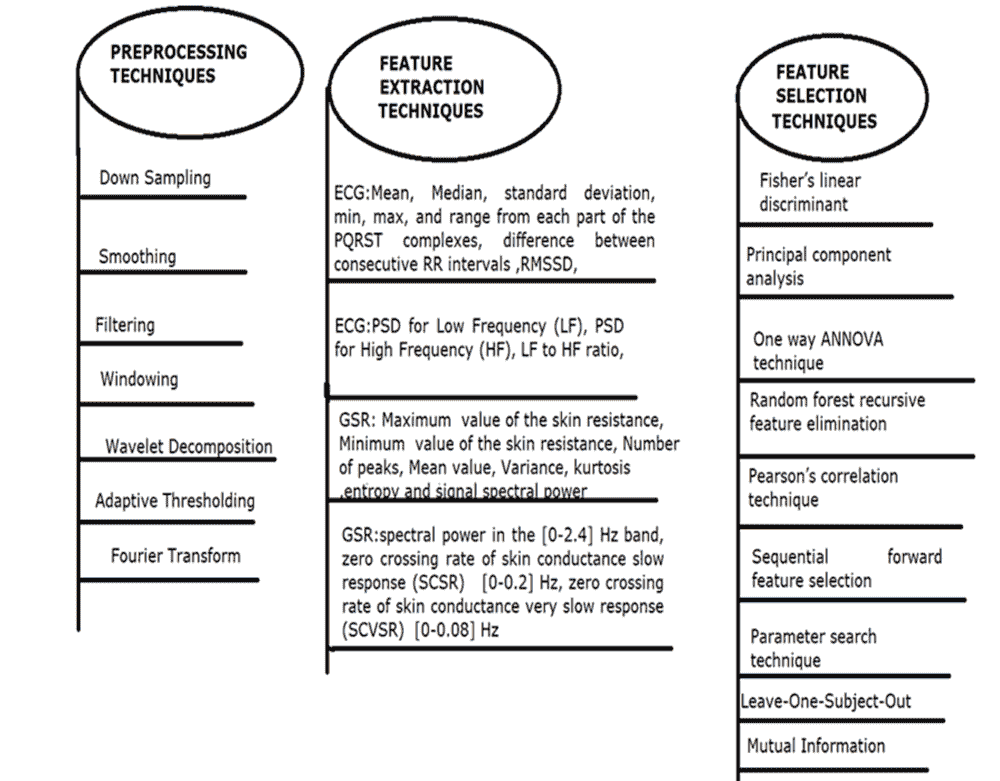 PREPROCESSING
TECHNIQUES
Down Sampling
Smoothing
Filtering
Windowing
Wavelet Decomposition
Adaptive Thresholding
Fourier Transform
FEATURE
EXTRACTION
TECHNIQUES
ECG:Mean, Median, standard deviation,
min, max, and range from each part of the
PQRST complexes, difference between
consecutive RR intervals ,RMSSD,
ECG:PSD for Low Frequency (LF), PSD
for High Frequency (HF), LF to HF ratio,
GSR: Maximum value of the skin resistance,
Minimum value of the skin resistance, Number
of peaks, Mean value, Variance, kurtosis
,entropy and signal spectral power
GSR:spectral power in the [0-2.4] Hz band,
zero crossing rate of skin conductance slow
response (SCSR) [0-0.2] Hz, zero crossing
rate of skin conductance very slow response
(SCVSR) [0-0.08] Hz
FEATURE
SELECTION
TECHNIQUES
Fisher's linear
discriminant
Principal component
analysis
One way ANNOVA
technique
Random forest recursive
feature elimination
Pearson's correlation
technique
Sequential forward
feature selection
Parameter search
technique
Leave-One-Subject-Out
Mutual Information